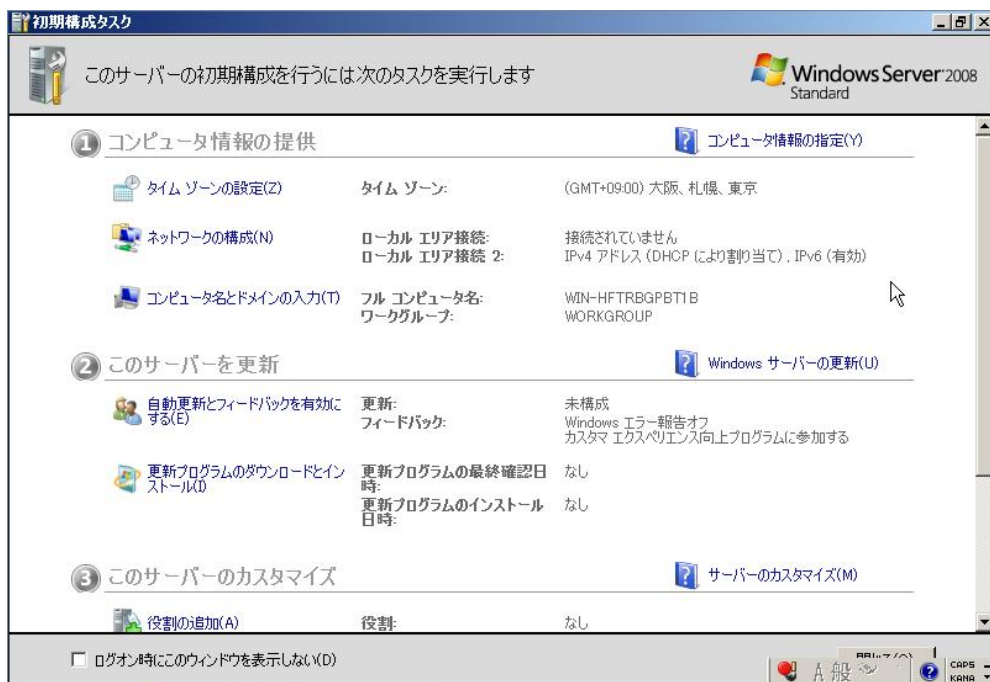 初期構成タスク
このサーバーの初期構成を行うには次のタスクを実行します
Windows Server 2008
Standard
1 コンピュータ情報の提供
コンピュータ情報の指定(Y)
タイム ゾーンの設定(Z)
タイム ゾーン:
(GMT+09:00) 大阪、札幌、東京
ネットワークの構成(N)
ローカル エリア接続:
接続されていません
ローカル エリア接続 2:
IPv4 アドレス (DHCP により割り当て), IPv6 (有効)
コンピュータ名とドメインの入力(T)
フル コンピュータ名:
WIN-HFTRBGPBT1B
ワークグループ:
WORKGROUP
2 このサーバーを更新
Windows サーバーの更新(U)
自動更新とフィードバックを有効に
する(E)
更新:
未構成
フィードバック:
Windows エラー報告オフ
カスタマ エクスペリエンス向上プログラムに参加する
更新プログラムのダウンロードとイン
ストール(I)
更新プログラムの最終確認日
時:
なし
更新プログラムのインストール
日時:
なし
3 このサーバーのカスタマイズ
サーバーのカスタマイズ(M)
役割の追加(A)
役割:
なし
ログオン時にこのウィンドウを表示しない(D)
A 般
CAPS
KANA